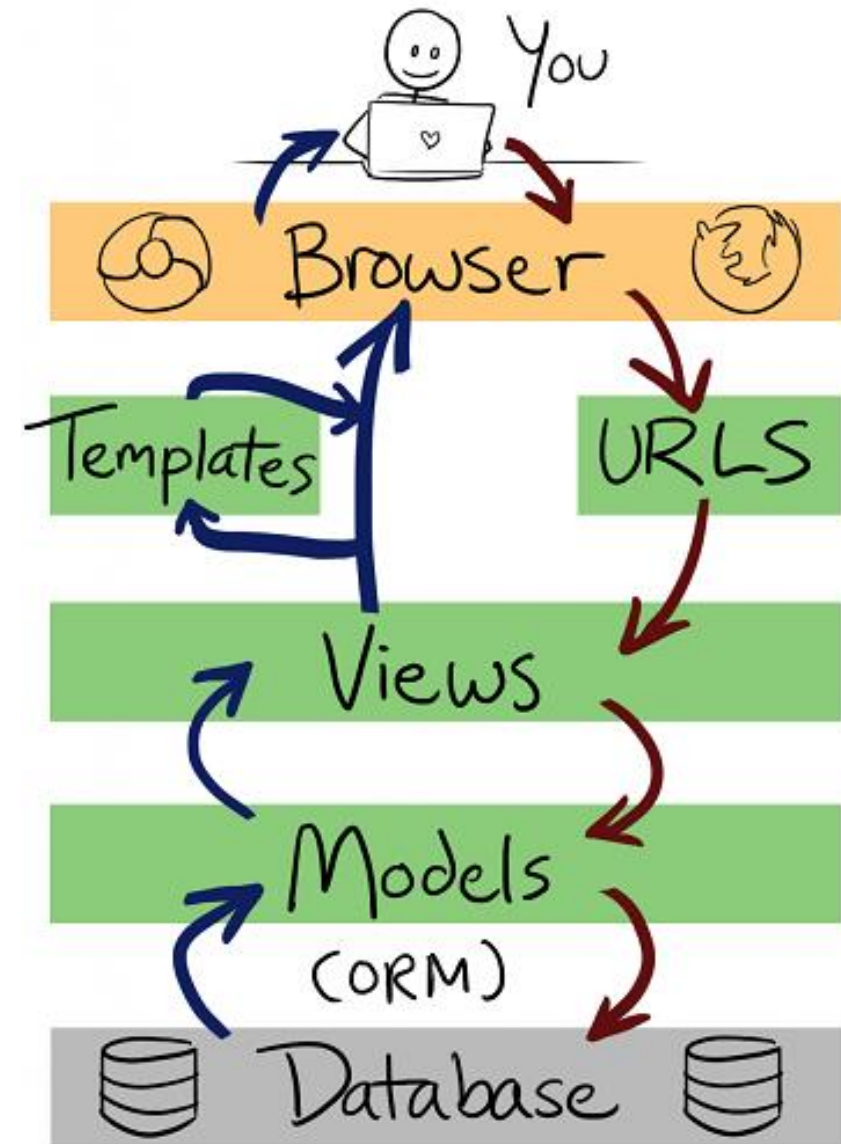 You
Browser
Templates
URLS
Views
Models
(ORM)
Database